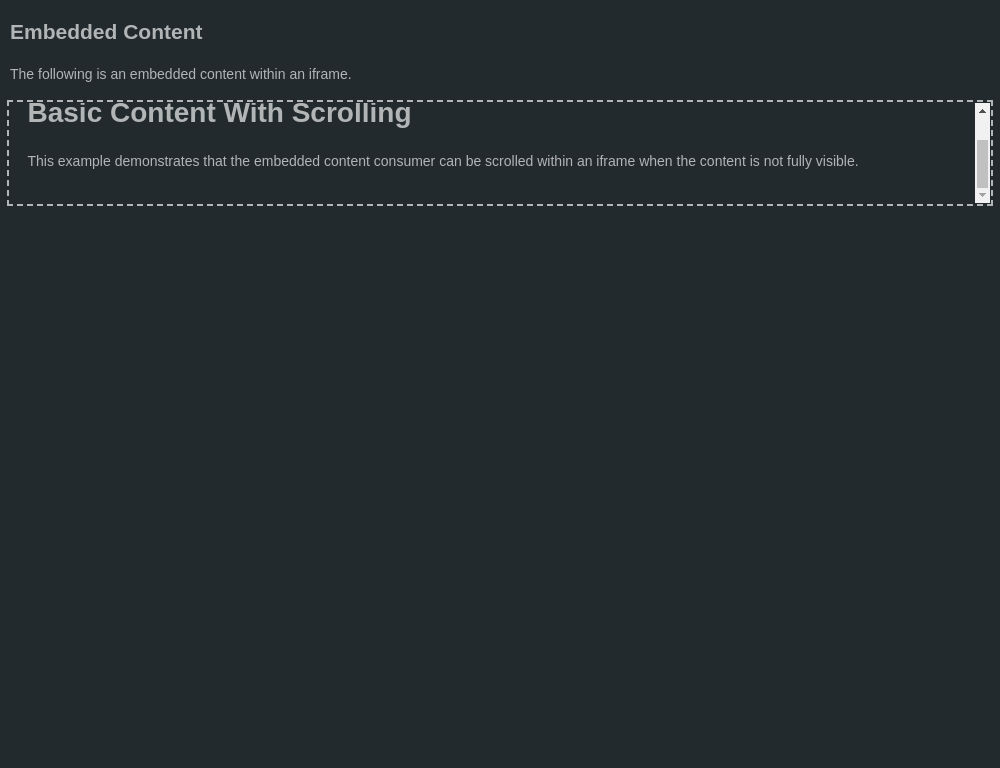 Embedded Content
The following is an embedded content within an iframe.
Basic Content With Scrolling
This example demonstrates that the embedded content consumer can be scrolled within an iframe when the content is not fully visible.